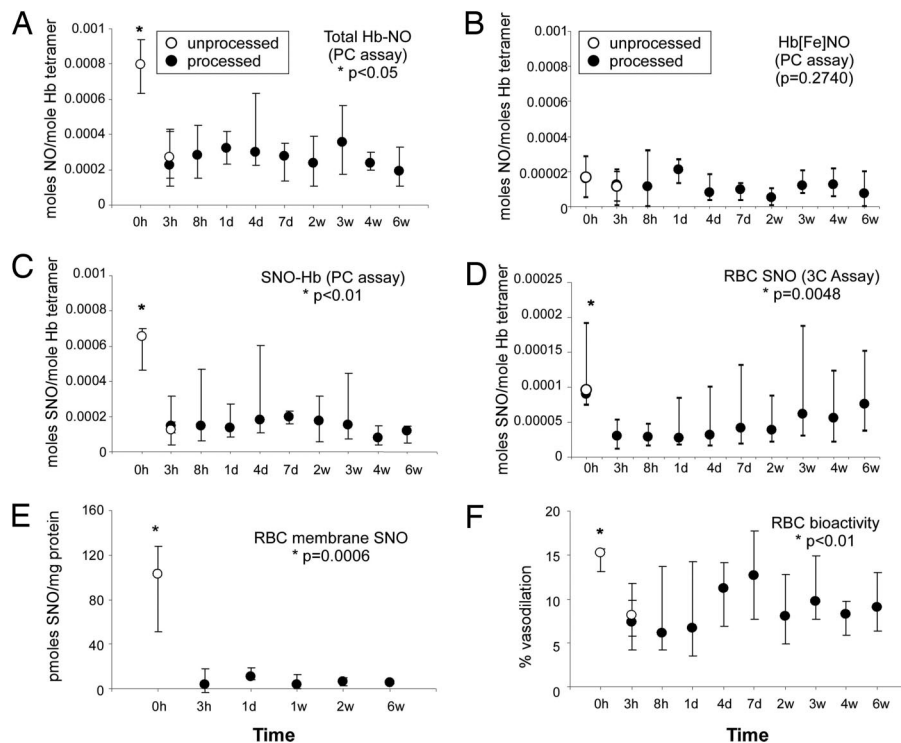 A
moles NO/mole Hb tetramer
0.001
0.0008
0.0006
0.0004
0.0002
0
*
unprocessed
processed
Total Hb-NO
(PC assay)
* p<0.05
0h 3h 8h 1d 4d 7d 2w 3w 4w 6w
B
moles NO/moles Hb tetramer
0.001
0.0008
0.0006
0.0004
0.00002
0
unprocessed
processed
Hb[Fe]NO
(PC assay)
(p=0.2740)
0h 3h 8h 1d 4d 7d 2w 3w 4w 6w
C
moles SNO/mole Hb tetramer
0.001
0.0008
0.0006
0.0004
0.0002
0
*
SNO-Hb (PC assay)
* p<0.01
0h 3h 8h 1d 4d 7d 2w 3w 4w 6w
D
moles SNO/mole Hb tetramer
0.00025
0.0002
0.00015
0.0001
0.00005
0
*
RBC SNO (3C Assay)
* p=0.0048
0h 3h 8h 1d 4d 7d 2w 3w 4w 6w
E
pmoles SNO/mg protein
160
120
80
40
0
*
RBC membrane SNO
* p=0.0006
0h 3h 1d 1w 2w 6w
Time
F
% vasodilation
20
15
10
5
0
*
RBC bioactivity
* p<0.01
0h 3h 8h 1d 4d 7d 2w 3w 4w 6w
Time